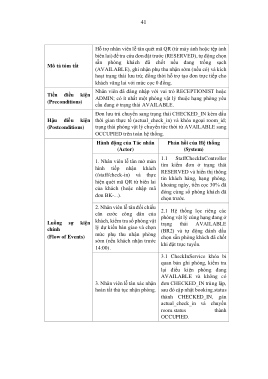 41
Mô tả tóm tắt
Hỗ trợ nhân viên lễ tân quét mã QR (từ máy ảnh hoặc tệp ảnh
biên lai) để tra cứu đơn đặt trước (RESERVED), tự động chọn
sẵn phòng khách đã chốt nếu đang trống sạch
(AVAILABLE), ghi nhận phụ thu nhận sớm (nếu có) và kích
hoạt trạng thái lưu trú; đồng thời hỗ trợ tạo đơn trực tiếp cho
khách vãng lai với mức cọc 0 đồng.
Tiền điều kiện
(Preconditions)
Nhân viên đã đăng nhập với vai trò RECEPTIONIST hoặc
ADMIN; có ít nhất một phòng vật lý thuộc hạng phòng yêu
cầu đang ở trạng thái AVAILABLE.
Hậu điều kiện
(Postconditions)
Đơn lưu trú chuyển sang trạng thái CHECKED_IN kèm dấu
thời gian thực tế (actual_check_in) và khóa ngoại room_id;
trạng thái phòng vật lý chuyển tức thời từ AVAILABLE sang
OCCUPIED trên toàn hệ thống.
Luồng sự kiện
chính
(Flow of Events)
Hành động của Tác nhân
(Actor)
Phản hồi của Hệ thống
(System)
1. Nhân viên lễ tân mở màn
hình tiếp nhận khách
(/staff/check-in) và thực
hiện quét mã QR từ biên lai
của khách (hoặc nhập mã
đơn BK-...).
1.1 StaffCheckInController
tìm kiếm đơn ở trạng thái
RESERVED và hiển thị thông
tin khách hàng, hạng phòng,
khoảng ngày, tiền cọc 30% đã
đóng cùng số phòng khách đã
chọn trước.
2. Nhân viên lễ tân đối chiếu
căn cước công dân của
khách, kiểm tra số phòng vật
lý dự kiến bàn giao và chọn
mức phụ thu nhận phòng
sớm (nếu khách nhận trước
14:00).
2.1 Hệ thống lọc riêng các
phòng vật lý cùng hạng đang ở
trạng thái AVAILABLE
(BR2) và tự động đánh dấu
chọn sẵn phòng khách đã chốt
khi đặt trực tuyến.
3. Nhân viên lễ tân xác nhận
hoàn tất thủ tục nhận phòng.
3.1 CheckInService khóa bi
quan bản ghi phòng, kiểm tra
lại điều kiện phòng đang
AVAILABLE và không có
đơn CHECKED_IN trùng lặp,
sau đó cập nhật booking.status
thành CHECKED_IN, gán
actual_check_in và chuyển
room.status thành
OCCUPIED.